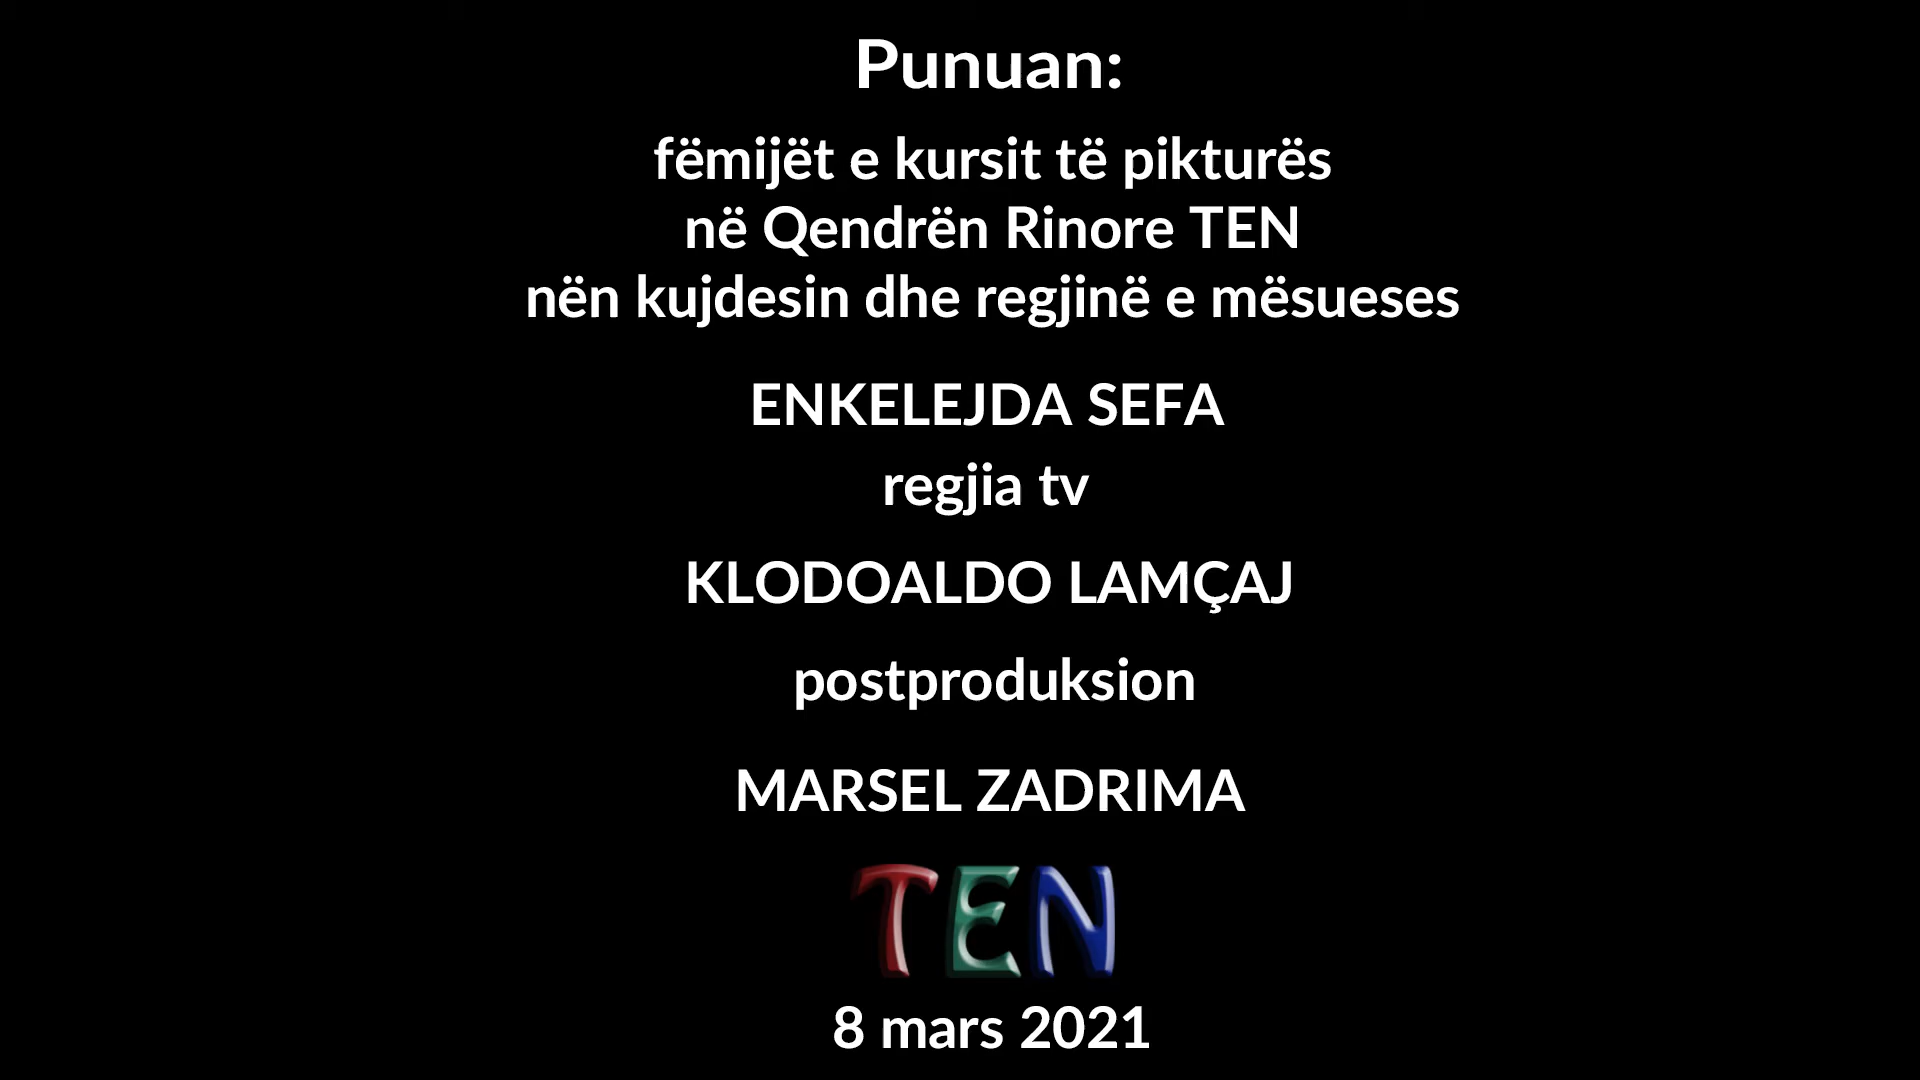 Punuan:
fëmijët e kursit të pikturës
në Qendrën Rinore TEN
nën kujdesin dhe regjinë e mësueses
ENKELEJDA SEFA
regjia tv
KLODOALDO LAMÇAJ
postproduksion
MARSEL ZADRIMA
TEN
8 mars 2021